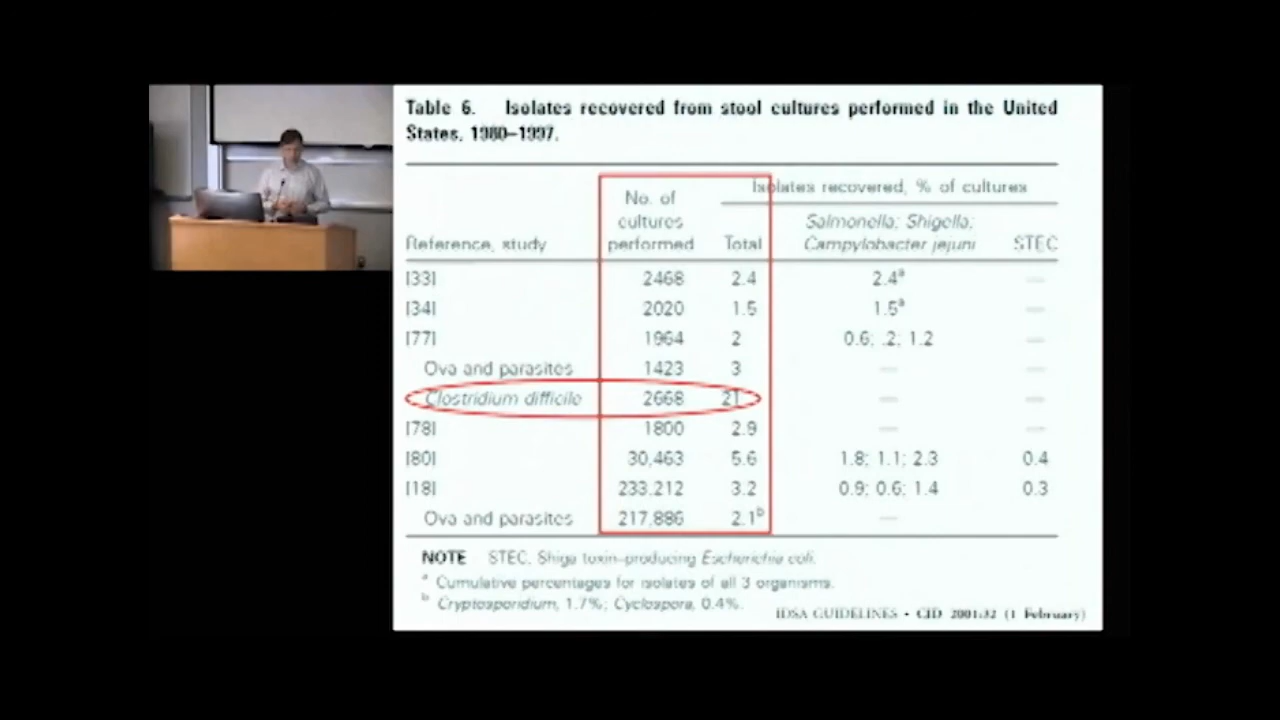 Table 6. Isolates recovered from stool cultures performed in the United
States, 1980–1997.
Isolates recovered, % of cultures
No. of
cultures
performed
Salmonella; Shigella;
Reference, study Total Campylobacter jejuni STEC
[33] 2468 2.4 2.4a —
[34] 2020 1.5 1.5a —
[77] 1964 2 0.6; .2; 1.2 —
Ova and parasites 1423 3 — —
Clostridium difficile 2668 21 — —
[78] 1800 2.9 — —
[80] 30,463 5.6 1.8; 1.1; 2.3 0.4
[18] 233,212 3.2 0.9; 0.6; 1.4 0.3
Ova and parasites 217,886 2.1b —
NOTE STEC, Shiga toxin–producing Escherichia coli.
a Cumulative percentages for isolates of all 3 organisms.
b Cryptosporidium, 1.7%; Cyclospora, 0.4%.
IDSA GUIDELINES • CID 2001:32 (1 February)